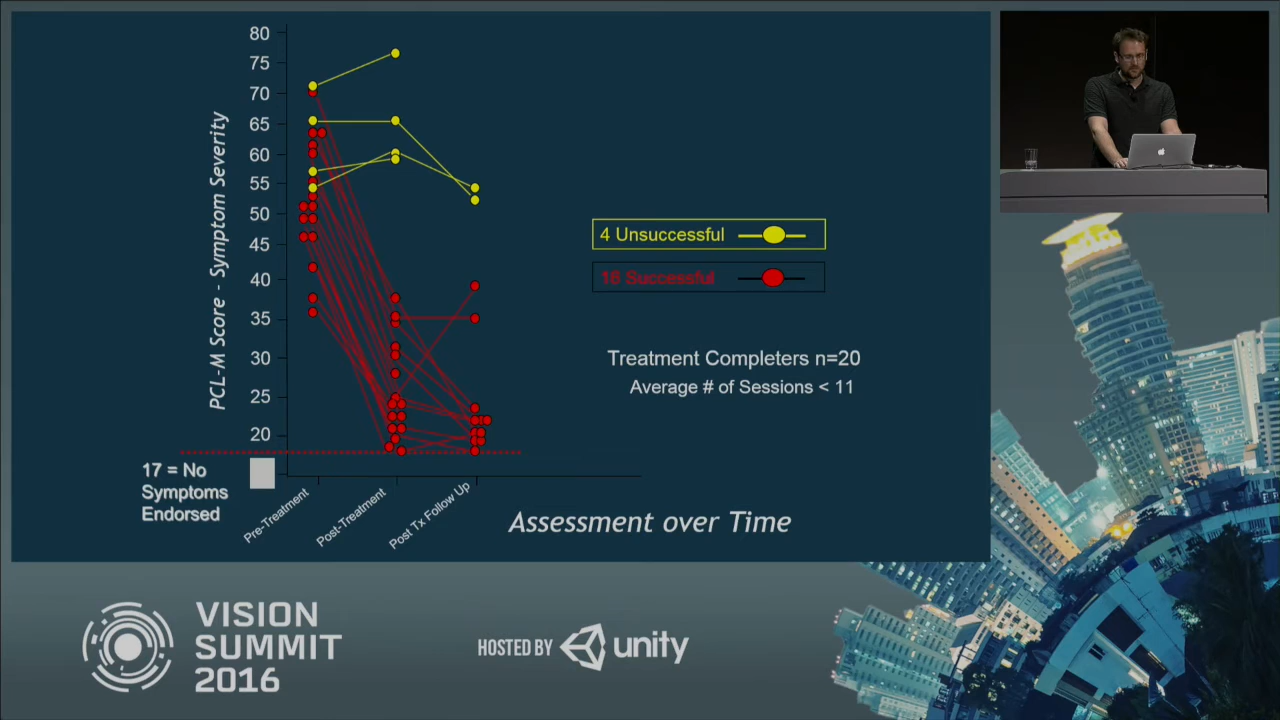 80
75
70
65
60
55
50
45
40
35
30
25
20
PCL-M Score - Symptom Severity
17 = No
Symptoms
Endorsed
Pre-Treatment
Post-Treatment
Post Tx Follow Up
Assessment over Time
4 Unsuccessful
16 Successful
Treatment Completers n=20
Average # of Sessions < 11
VISION
SUMMIT
2016
HOSTED BY unity